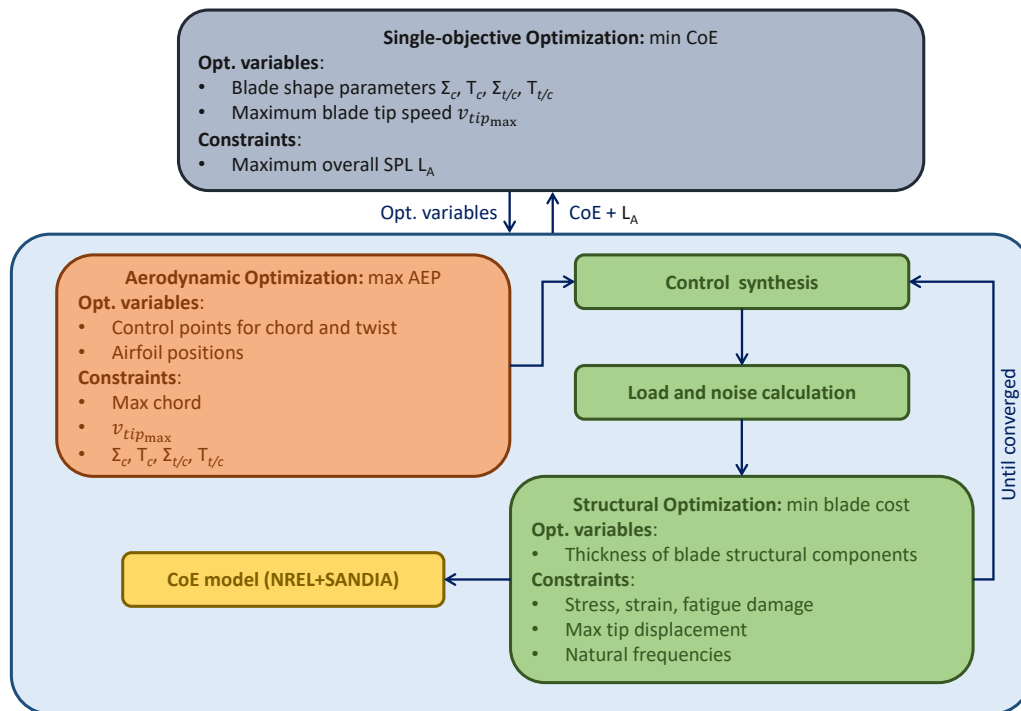 Single-objective Optimization: min CoE
Opt. variables:
• Blade shape parameters Σc, Tc, Σt/c, Tt/c
• Maximum blade tip speed vtipmax
Constraints:
• Maximum overall SPL LA
Opt. variables
CoE + LA
Aerodynamic Optimization: max AEP
Opt. variables:
• Control points for chord and twist
• Airfoil positions
Constraints:
• Max chord
• vtipmax
• Σc, Tc, Σt/c, Tt/c
Control synthesis
Load and noise calculation
Until converged
Structural Optimization: min blade cost
Opt. variables:
• Thickness of blade structural components
Constraints:
• Stress, strain, fatigue damage
• Max tip displacement
• Natural frequencies
CoE model (NREL+SANDIA)